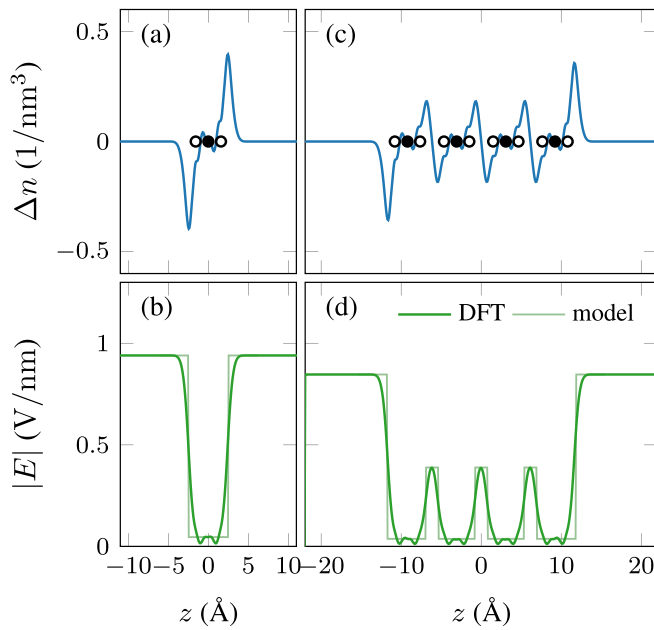 (a)
(c)
0.5
0
−0.5
Δn (1/nm³)
(b)
(d)
DFT
model
1
0.5
0
|E| (V/nm)
−10 −5 0 5 10
−20 −10 0 10 20
z (Å)
z (Å)